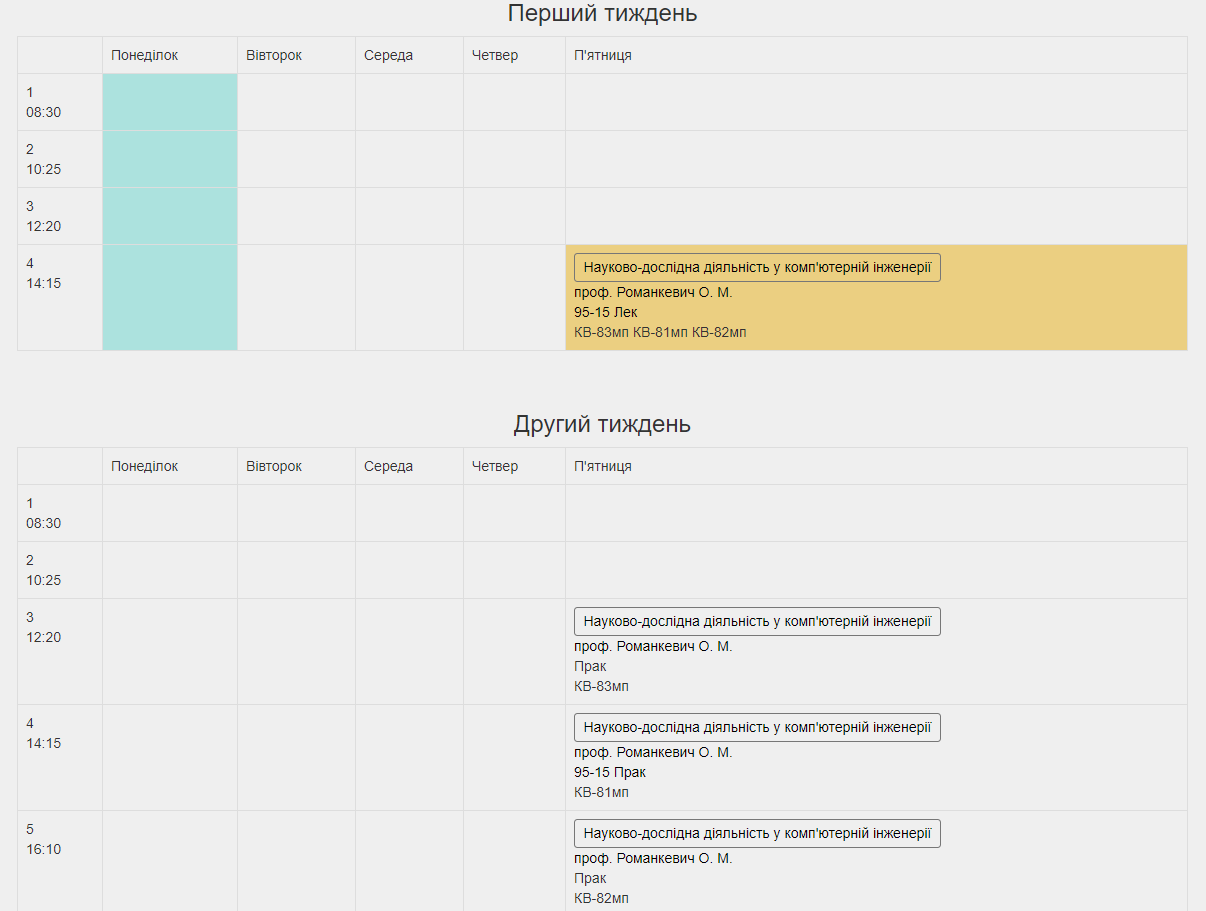 Перший тиждень
Понеділок Вівторок Середа Четвер П'ятниця
1
08:30
2
10:25
3
12:20
4
14:15
Науково-дослідна діяльність у комп'ютерній інженерії
проф. Романкевич О. М.
95-15 Лек
КВ-83мп КВ-81мп КВ-82мп
Другий тиждень
Понеділок Вівторок Середа Четвер П'ятниця
1
08:30
2
10:25
3
12:20
Науково-дослідна діяльність у комп'ютерній інженерії
проф. Романкевич О. М.
Прак
КВ-83мп
4
14:15
Науково-дослідна діяльність у комп'ютерній інженерії
проф. Романкевич О. М.
95-15 Прак
КВ-81мп
5
16:10
Науково-дослідна діяльність у комп'ютерній інженерії
проф. Романкевич О. М.
Прак
КВ-82мп